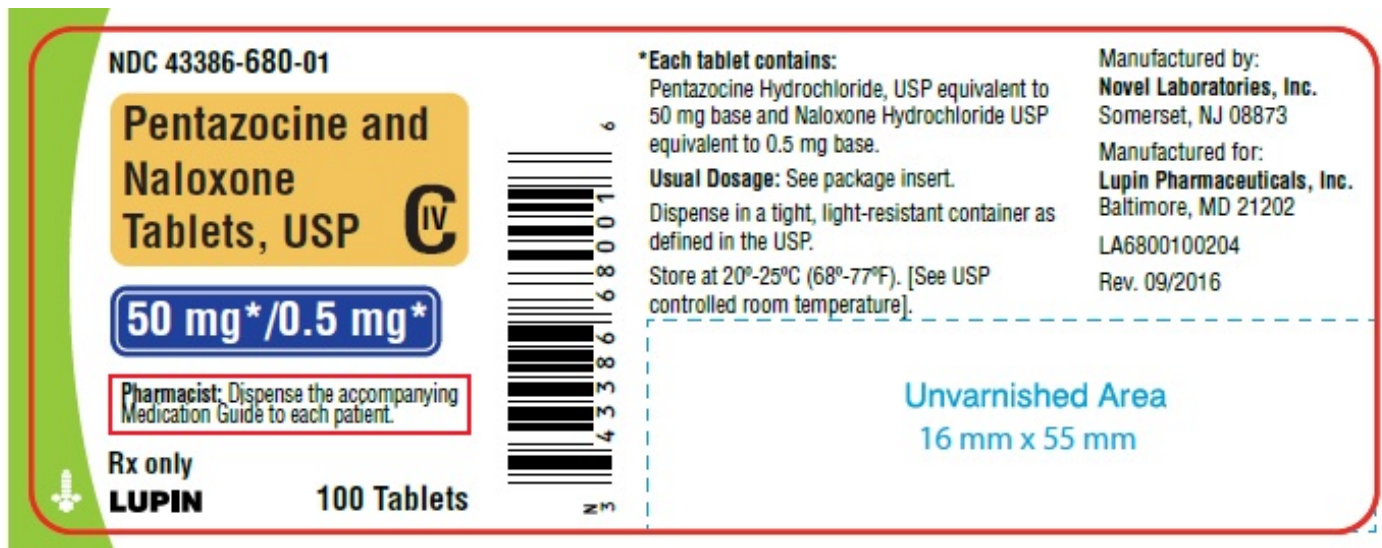 NDC 43386-680-01
Pentazocine and
Naloxone
Tablets, USP
CIV
50 mg*/0.5 mg*
Pharmacist: Dispense the accompanying
Medication Guide to each patient.
Rx only
LUPIN
100 Tablets
N3
43386 68001
6
*Each tablet contains:
Pentazocine Hydrochloride, USP equivalent to
50 mg base and Naloxone Hydrochloride USP
equivalent to 0.5 mg base.
Usual Dosage: See package insert.
Dispense in a tight, light-resistant container as
defined in the USP.
Store at 20º-25ºC (68º-77ºF). [See USP
controlled room temperature].
Manufactured by:
Novel Laboratories, Inc.
Somerset, NJ 08873
Manufactured for:
Lupin Pharmaceuticals, Inc.
Baltimore, MD 21202
LA6800100204
Rev. 09/2016
Unvarnished Area
16 mm x 55 mm